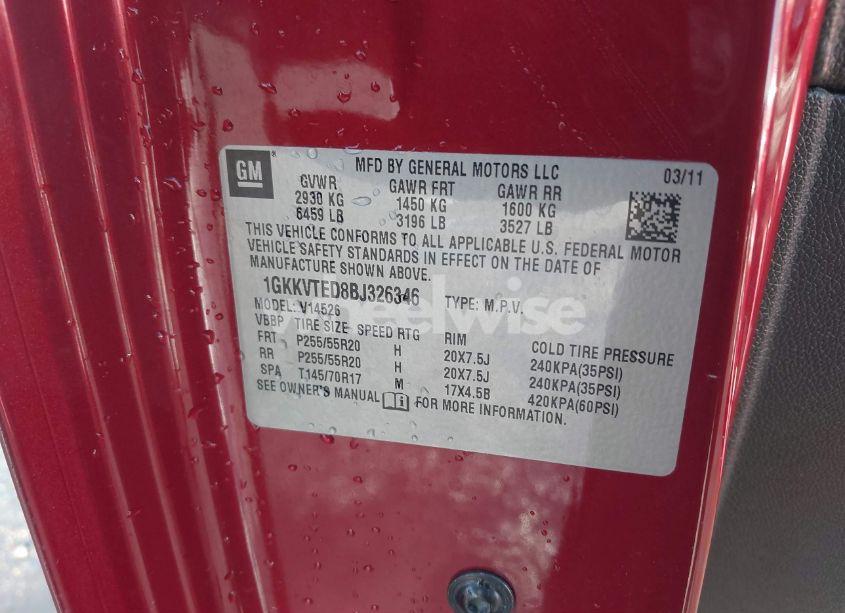 GM
MFD BY GENERAL MOTORS LLC 03/11
GVWR GAWR FRT GAWR RR
2930 KG 1450 KG 1600 KG
6459 LB 3196 LB 3527 LB
THIS VEHICLE CONFORMS TO ALL APPLICABLE U.S. FEDERAL MOTOR
VEHICLE SAFETY STANDARDS IN EFFECT ON THE DATE OF
MANUFACTURE SHOWN ABOVE.
1GKKVTED8BJ326346 TYPE: M.P.V.
MODEL: V14526
wheelwise
VBBP TIRE SIZE SPEED RTG RIM COLD TIRE PRESSURE
FRT P255/55R20 H 20X7.5J 240KPA(35PSI)
RR P255/55R20 H 20X7.5J 240KPA(35PSI)
SPA T145/70R17 M 17X4.5B 420KPA(60PSI)
SEE OWNER'S MANUAL FOR MORE INFORMATION.